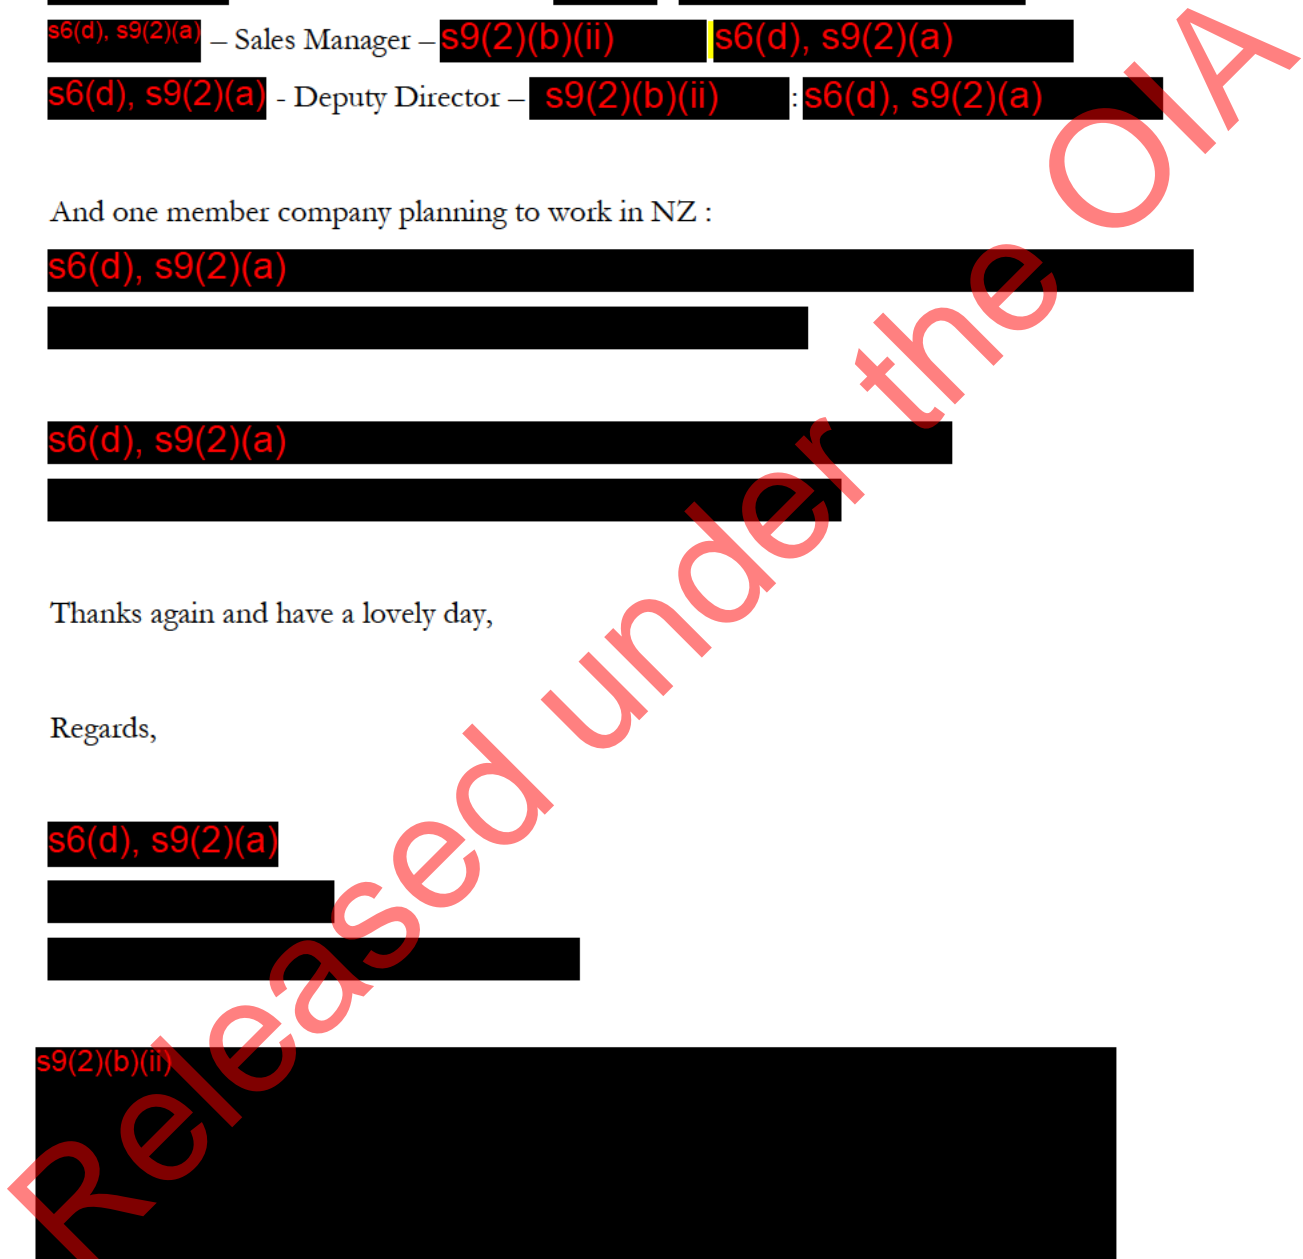 s6(d), s9(2)(a) – Sales Manager – s9(2)(b)(ii) s6(d), s9(2)(a)
s6(d), s9(2)(a) - Deputy Director – s9(2)(b)(ii) : s6(d), s9(2)(a)
And one member company planning to work in NZ :
s6(d), s9(2)(a)
s6(d), s9(2)(a)
Thanks again and have a lovely day,
Regards,
s6(d), s9(2)(a)
s9(2)(b)(ii)
Released under the OIA